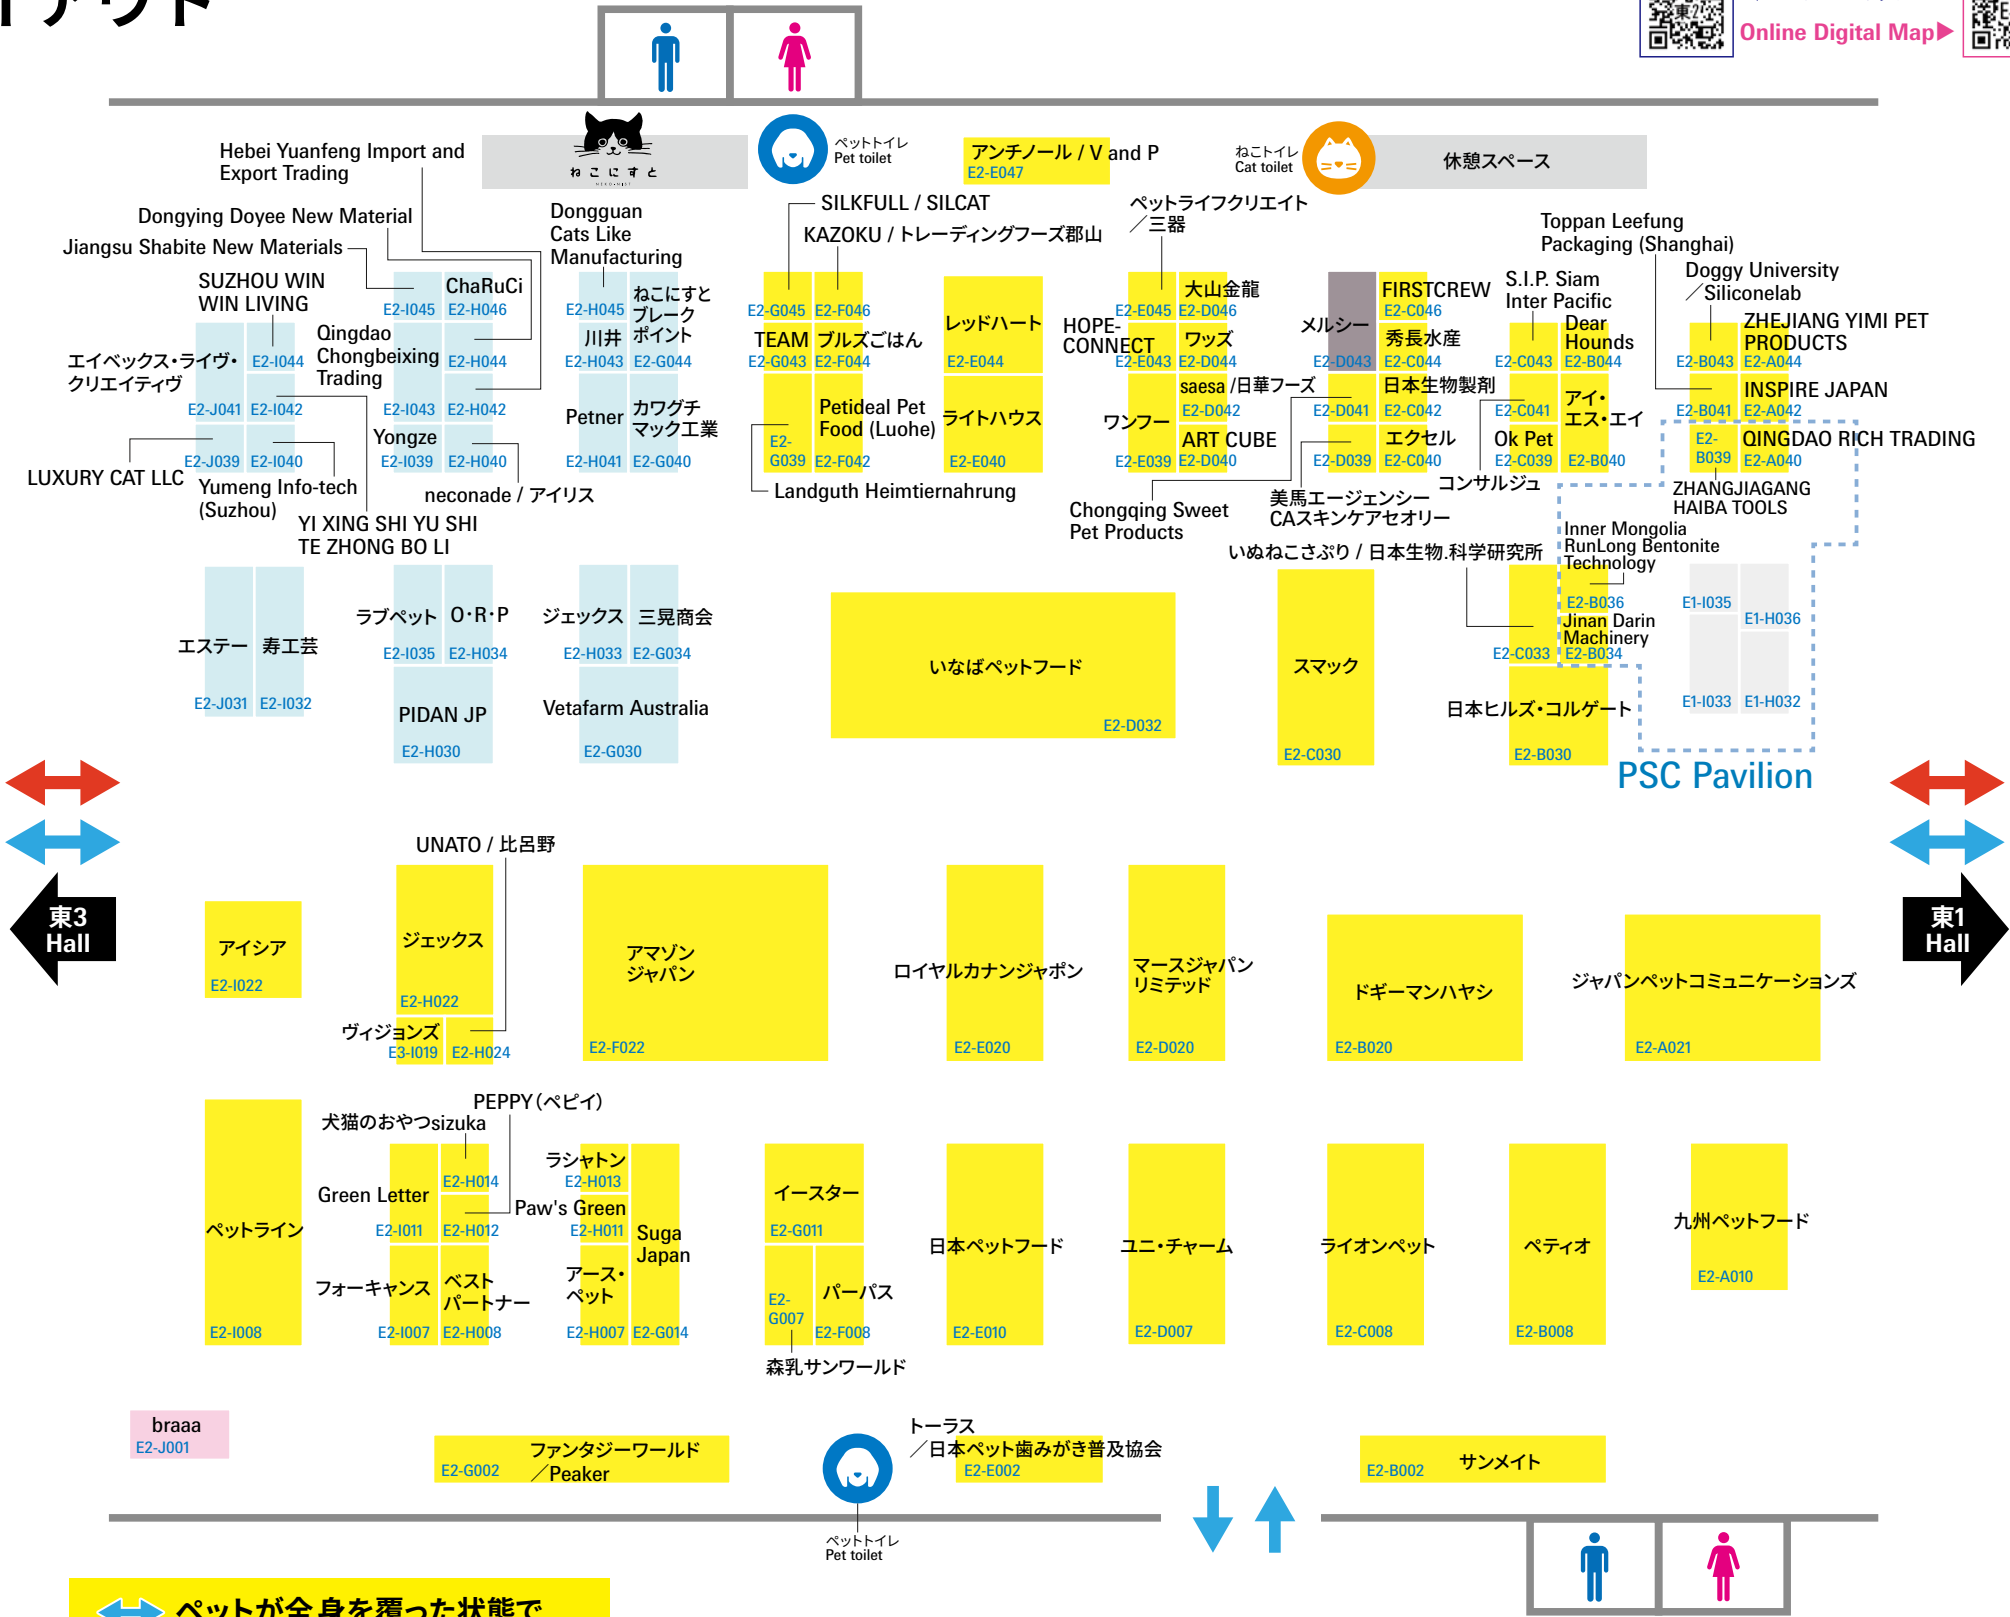 イアウト
東2
Online Digital Map▶
ねこにすと
NECO-NIST
ペットトイレ
Pet toilet
アンチノール / V and P
E2-E047
ねこトイレ
Cat toilet
休憩スペース
Hebei Yuanfeng Import and
Export Trading
Dongying Doyee New Material
Jiangsu Shabite New Materials
SUZHOU WIN
WIN LIVING
E2-I044
エイベックス・ライヴ・
クリエイティヴ
E2-J041
E2-I042
E2-J039
E2-I040
LUXURY CAT LLC
Yumeng Info-tech
(Suzhou)
YI XING SHI YU SHI
TE ZHONG BO LI
E2-I045
ChaRuCi
E2-H046
Qingdao
Chongbeixing
Trading
E2-H044
E2-I043
E2-H042
Yongze
E2-I039
E2-H040
neconade / アイリス
Dongguan
Cats Like
Manufacturing
E2-H045
ねこにすと
ブレーク
ポイント
川井
E2-H043
E2-G044
Petner
カワグチ
マック工業
E2-H041
E2-G040
SILKFULL / SILCAT
KAZOKU / トレーディングフーズ郡山
E2-G045
E2-F046
TEAM
E2-G043
ブルズごはん
E2-F044
E2-
G039
Petideal Pet
Food (Luohe)
E2-F042
Landguth Heimtiernahrung
レッドハート
E2-E044
ライトハウス
E2-E040
ペットライフクリエイト
／三器
E2-E045
大山金龍
E2-D046
HOPE-
CONNECT
E2-E043
ワッズ
E2-D044
saesa /日華フーズ
E2-D042
ワンフー
E2-E039
ART CUBE
E2-D040
Chongqing Sweet
Pet Products
メルシー
E2-D043
FIRSTCREW
E2-C046
秀長水産
E2-C044
E2-D041
日本生物製剤
E2-C042
E2-D039
エクセル
E2-C040
美馬エージェンシー
CAスキンケアセオリー
S.I.P. Siam
Inter Pacific
E2-C043
Dear
Hounds
E2-B044
E2-C041
アイ・
エス・エイ
Ok Pet
E2-C039
E2-B040
コンサルジュ
Toppan Leefung
Packaging (Shanghai)
Doggy University
／Siliconelab
E2-B043
ZHEJIANG YIMI PET
PRODUCTS
E2-A044
E2-B041
INSPIRE JAPAN
E2-A042
E2-
B039
QINGDAO RICH TRADING
E2-A040
ZHANGJIAGANG
HAIBA TOOLS
エステー
E2-J031
寿工芸
E2-I032
ラブペット
E2-I035
O・R・P
E2-H034
PIDAN JP
E2-H030
ジェックス
E2-H033
三晃商会
E2-G034
Vetafarm Australia
E2-G030
いなばペットフード
E2-D032
スマック
E2-C030
いぬねこさぷり / 日本生物.科学研究所
E2-C033
Inner Mongolia
RunLong Bentonite
Technology
E2-B036
Jinan Darin
Machinery
E2-B034
日本ヒルズ・コルゲート
E2-B030
E1-I035
E1-H036
E1-I033
E1-H032
PSC Pavilion
東3
Hall
東1
Hall
UNATO / 比呂野
アイシア
E2-I022
ジェックス
E2-H022
ヴィジョンズ
E3-I019
E2-H024
アマゾン
ジャパン
E2-F022
ロイヤルカナンジャポン
E2-E020
マースジャパン
リミテッド
E2-D020
ドギーマンハヤシ
E2-B020
ジャパンペットコミュニケーションズ
E2-A021
ペットライン
E2-I008
PEPPY（ペピイ）
犬猫のおやつsizuka
E2-H014
Green Letter
E2-I011
E2-H012
フォーキャンス
E2-I007
ベスト
パートナー
E2-H008
ラシャトン
E2-H013
Paw's Green
E2-H011
Suga
Japan
アース・
ペット
E2-H007
E2-G014
イースター
E2-G011
E2-
G007
パーパス
E2-F008
森乳サンワールド
日本ペットフード
E2-E010
ユニ・チャーム
E2-D007
ライオンペット
E2-C008
ペティオ
E2-B008
九州ペットフード
E2-A010
braaa
E2-J001
E2-G002
ファンタジーワールド
／Peaker
ペットトイレ
Pet toilet
トーラス
／日本ペット歯みがき普及協会
E2-E002
E2-B002
サンメイト
ペットが全身を覆った状態で